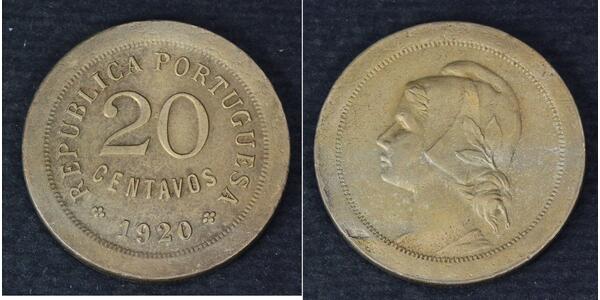 REPUBLICA PORTUGUESA
20
CENTAVOS
1920